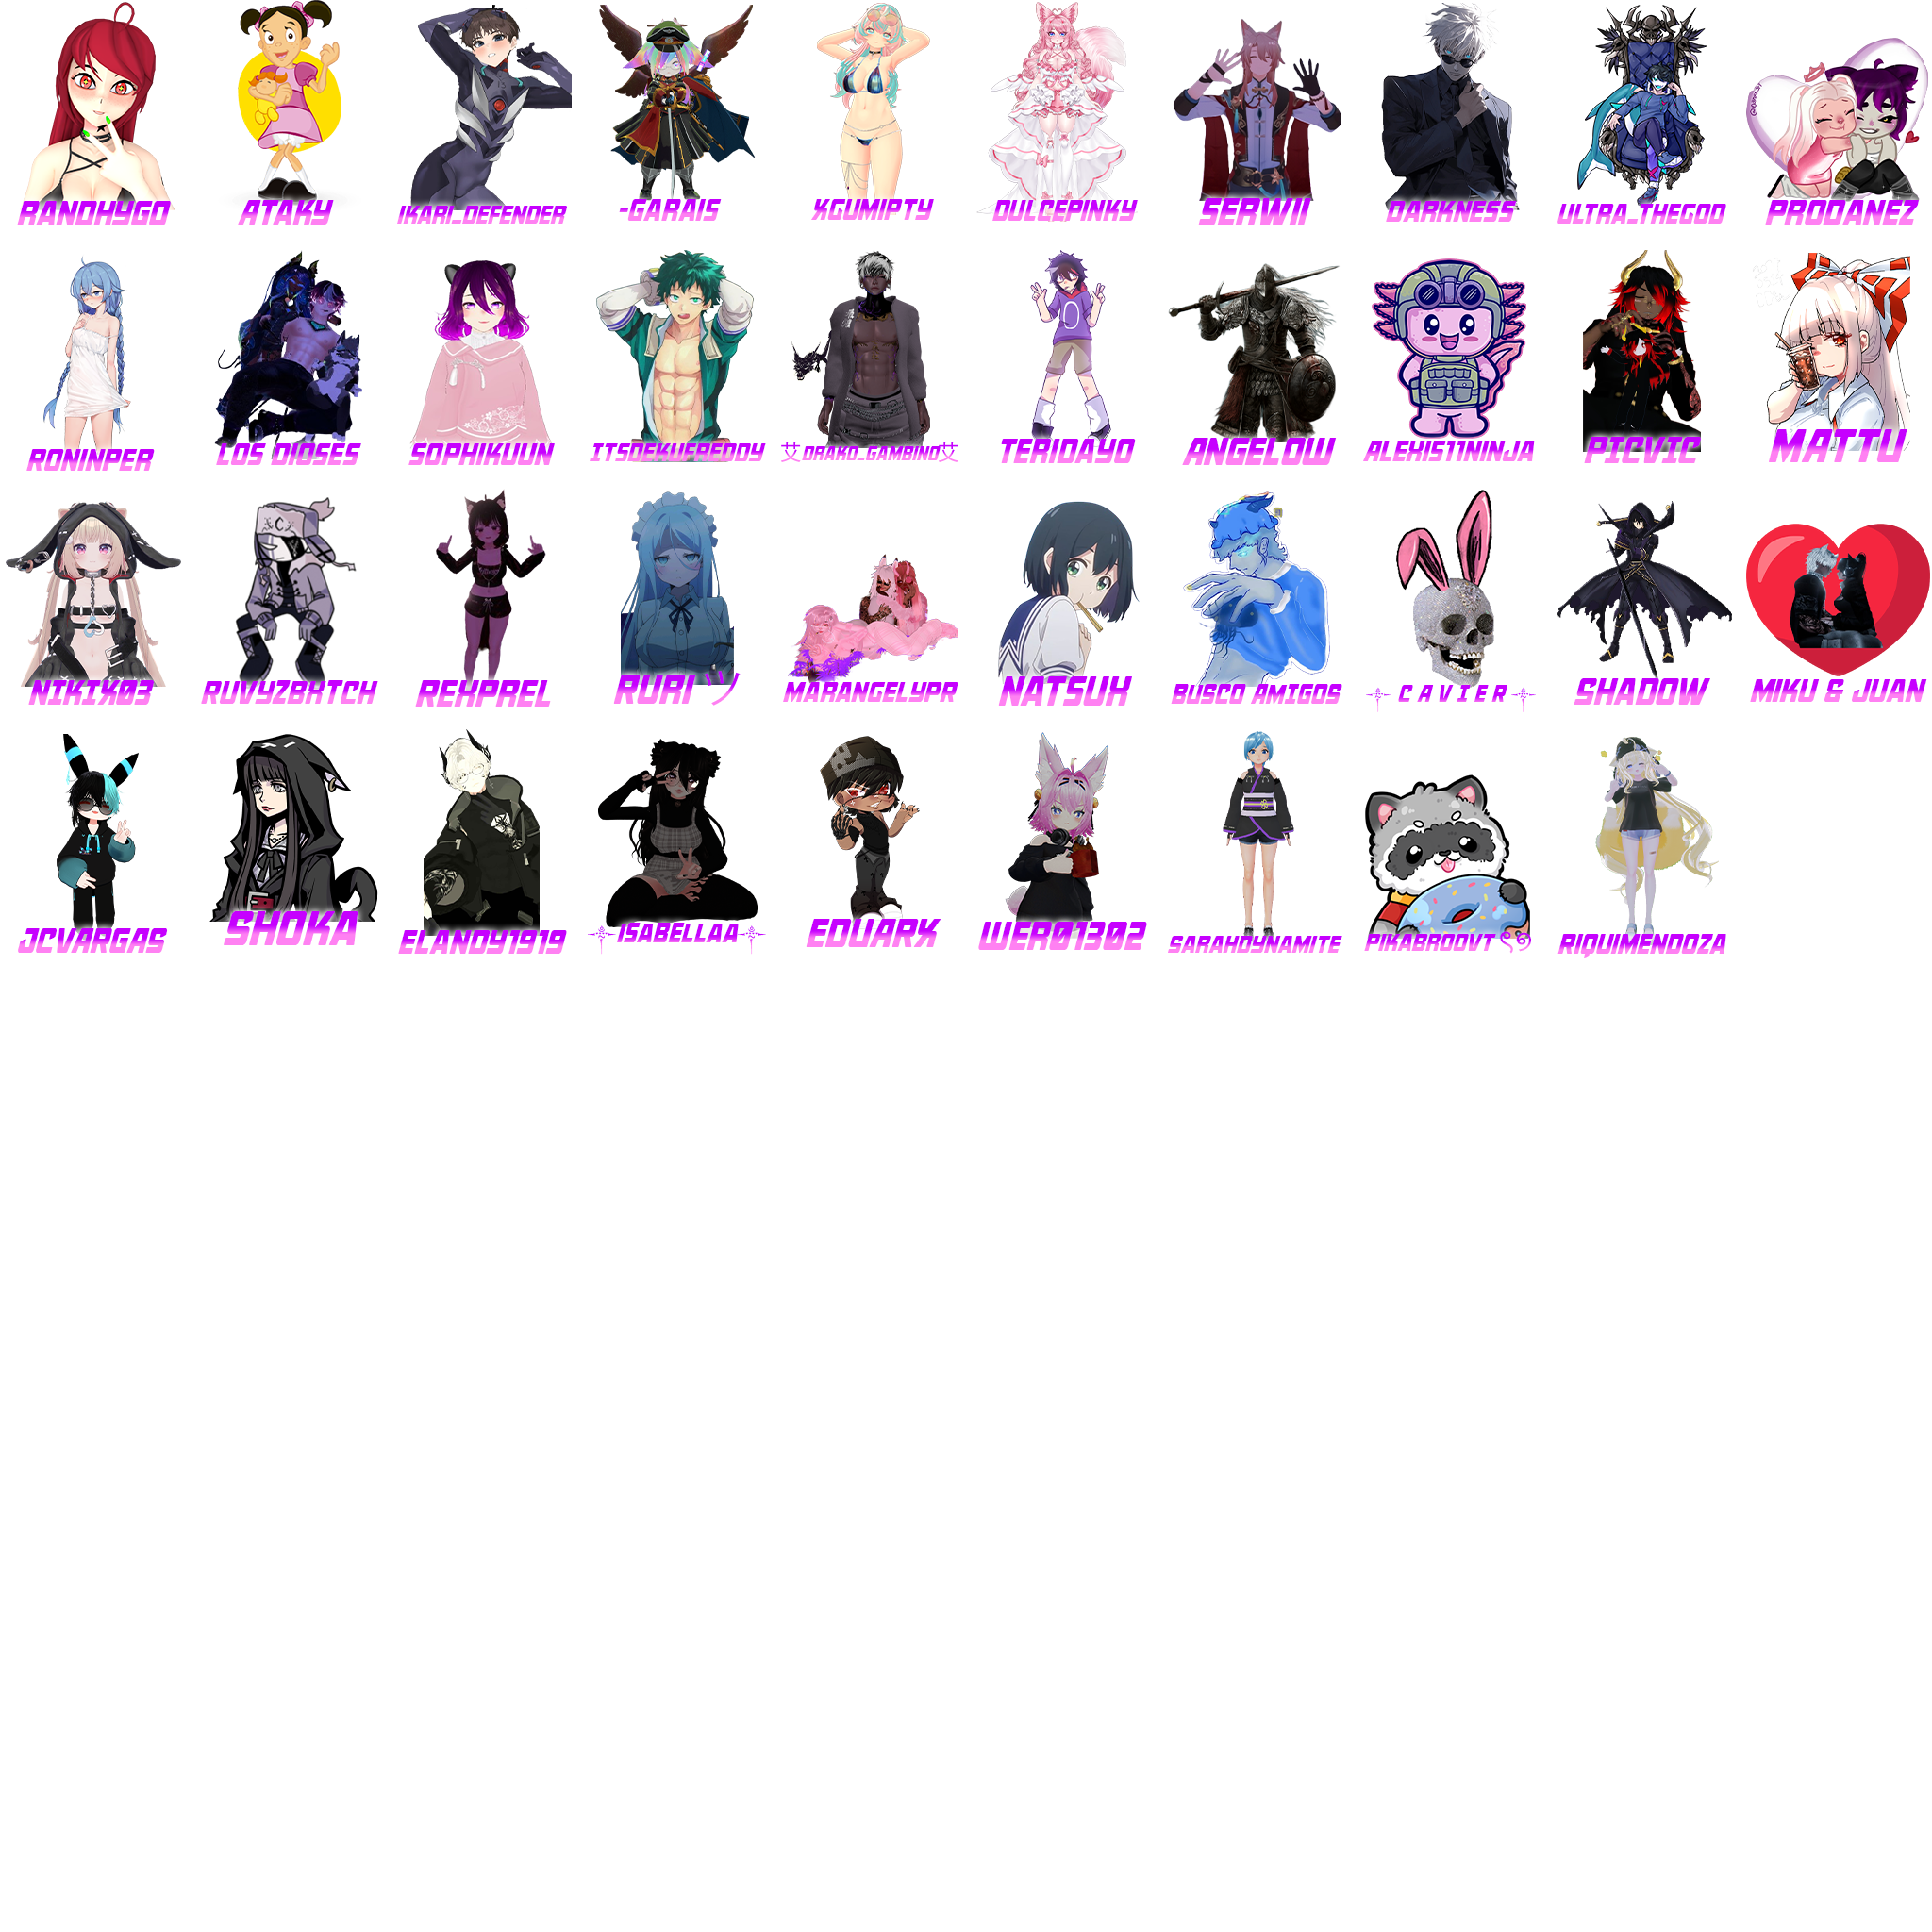 RANDHYGO
ATAKY
IKARI_DEFENDER
-GARAIS
XGUMIPTY
DULCEPINKY
SERWII
DARKNESS
ULTRA_THEGOD
PRODANEZ
RONINPER
LOS DIOSES
SOPHIKUUN
ITSDEKUFREDDY
艾DRAKO_GAMBINO艾
TERIDAYO
ANGELOW
ALEXIS11NINJA
PICVIC
MATTU
NIKIK03
RUVYZBXTCH
REXPREL
RURI ツ
MARANGELYPR
NATSUX
BUSCO AMIGOS
⸸ C A V I E R ⸸
SHADOW
MIKU & JUAN
JCVARGAS
SHOKA
ELANDY1919
⸸ISABELLAA⸸
EDUARX
WER01302
SARAHDYNAMITE
PIKABROOVT
RIQUIMENDOZA